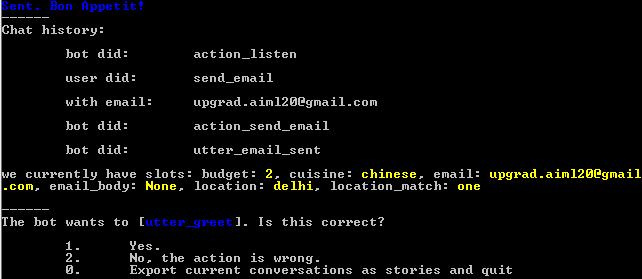 Sent. Bon Appetit!
------
Chat history:
bot did: action_listen
user did: send_email
with email: upgrad.aiml20@gmail.com
bot did: action_send_email
bot did: utter_email_sent
we currently have slots: budget: 2, cuisine: chinese, email: upgrad.aiml20@gmail
.com, email_body: None, location: delhi, location_match: one
------
The bot wants to [utter_great]. Is this correct?
1. Yes.
2. No, the action is wrong.
0. Export current conversations as stories and quit